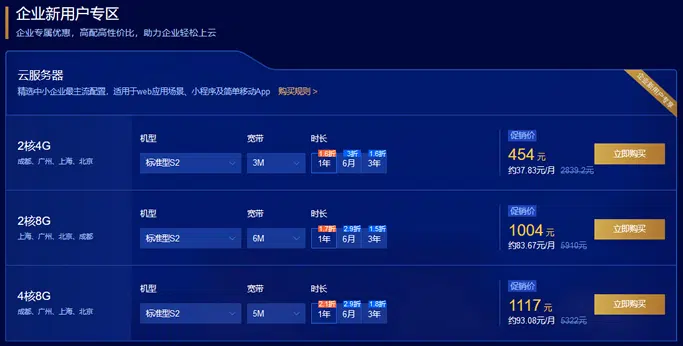 企业新用户专区
企业专属优惠，高配高性价比，助力企业轻松上云
企业新用户专享
云服务器
精选中小企业最主流配置，适用于web应用场景、小程序及简单移动App 购买规则 >
2核4G
成都、广州、上海、北京
机型 宽带 时长
标准型S2 3M
1.6折 3折 1.6折
1年 6月 3年
促销价
454 元
约37.83元/月 2839.2元
立即购买
2核8G
上海、广州、北京、成都
机型 宽带 时长
标准型S2 6M
1.7折 2.9折 1.5折
1年 6月 3年
促销价
1004 元
约83.67元/月 5910元
立即购买
4核8G
成都、广州、上海、北京
机型 宽带 时长
标准型S2 5M
2.1折 2.9折 1.8折
1年 6月 3年
促销价
1117 元
约93.08元/月 5322元
立即购买